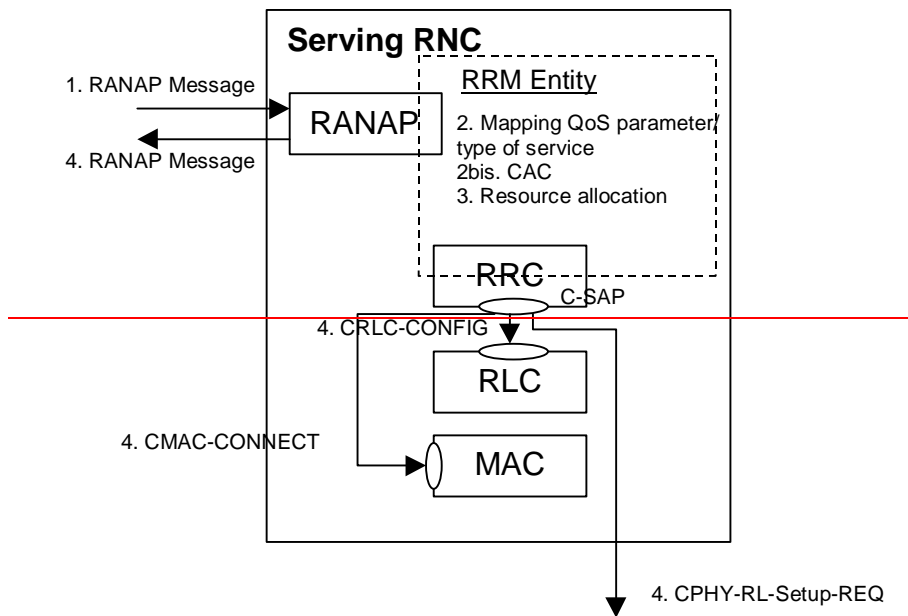 Serving RNC
RRM Entity
1. RANAP Message
RANAP
2. Mapping QoS parameter/
type of service
2bis. CAC
3. Resource allocation
4. RANAP Message
RRC
C-SAP
4. CRLC-CONFIG
RLC
4. CMAC-CONNECT
MAC
4. CPHY-RL-Setup-REQ